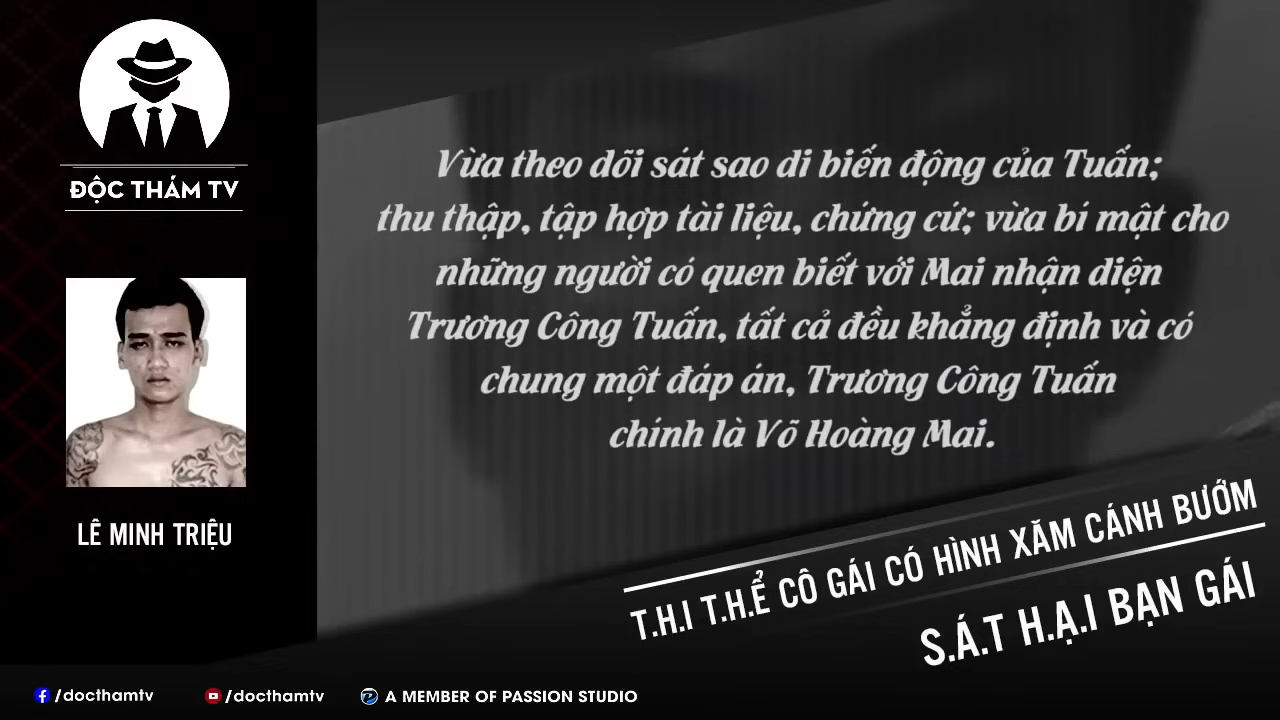 ĐỘC THÁM TV
LÊ MINH TRIỆU
Vừa theo dõi sát sao di biến động của Tuấn;
thu thập, tập hợp tài liệu, chứng cứ; vừa bí mật cho
những người có quen biết với Mai nhận diện
Trương Công Tuấn, tất cả đều khẳng định và có
chung một đáp án, Trương Công Tuấn
chính là Võ Hoàng Mai.
T.H.I T.H.Ể CÔ GÁI CÓ HÌNH XĂM CÁNH BƯỚM
S.Á.T H.Ạ.I BẠN GÁI
/docthamtv
/docthamtv
A MEMBER OF PASSION STUDIO